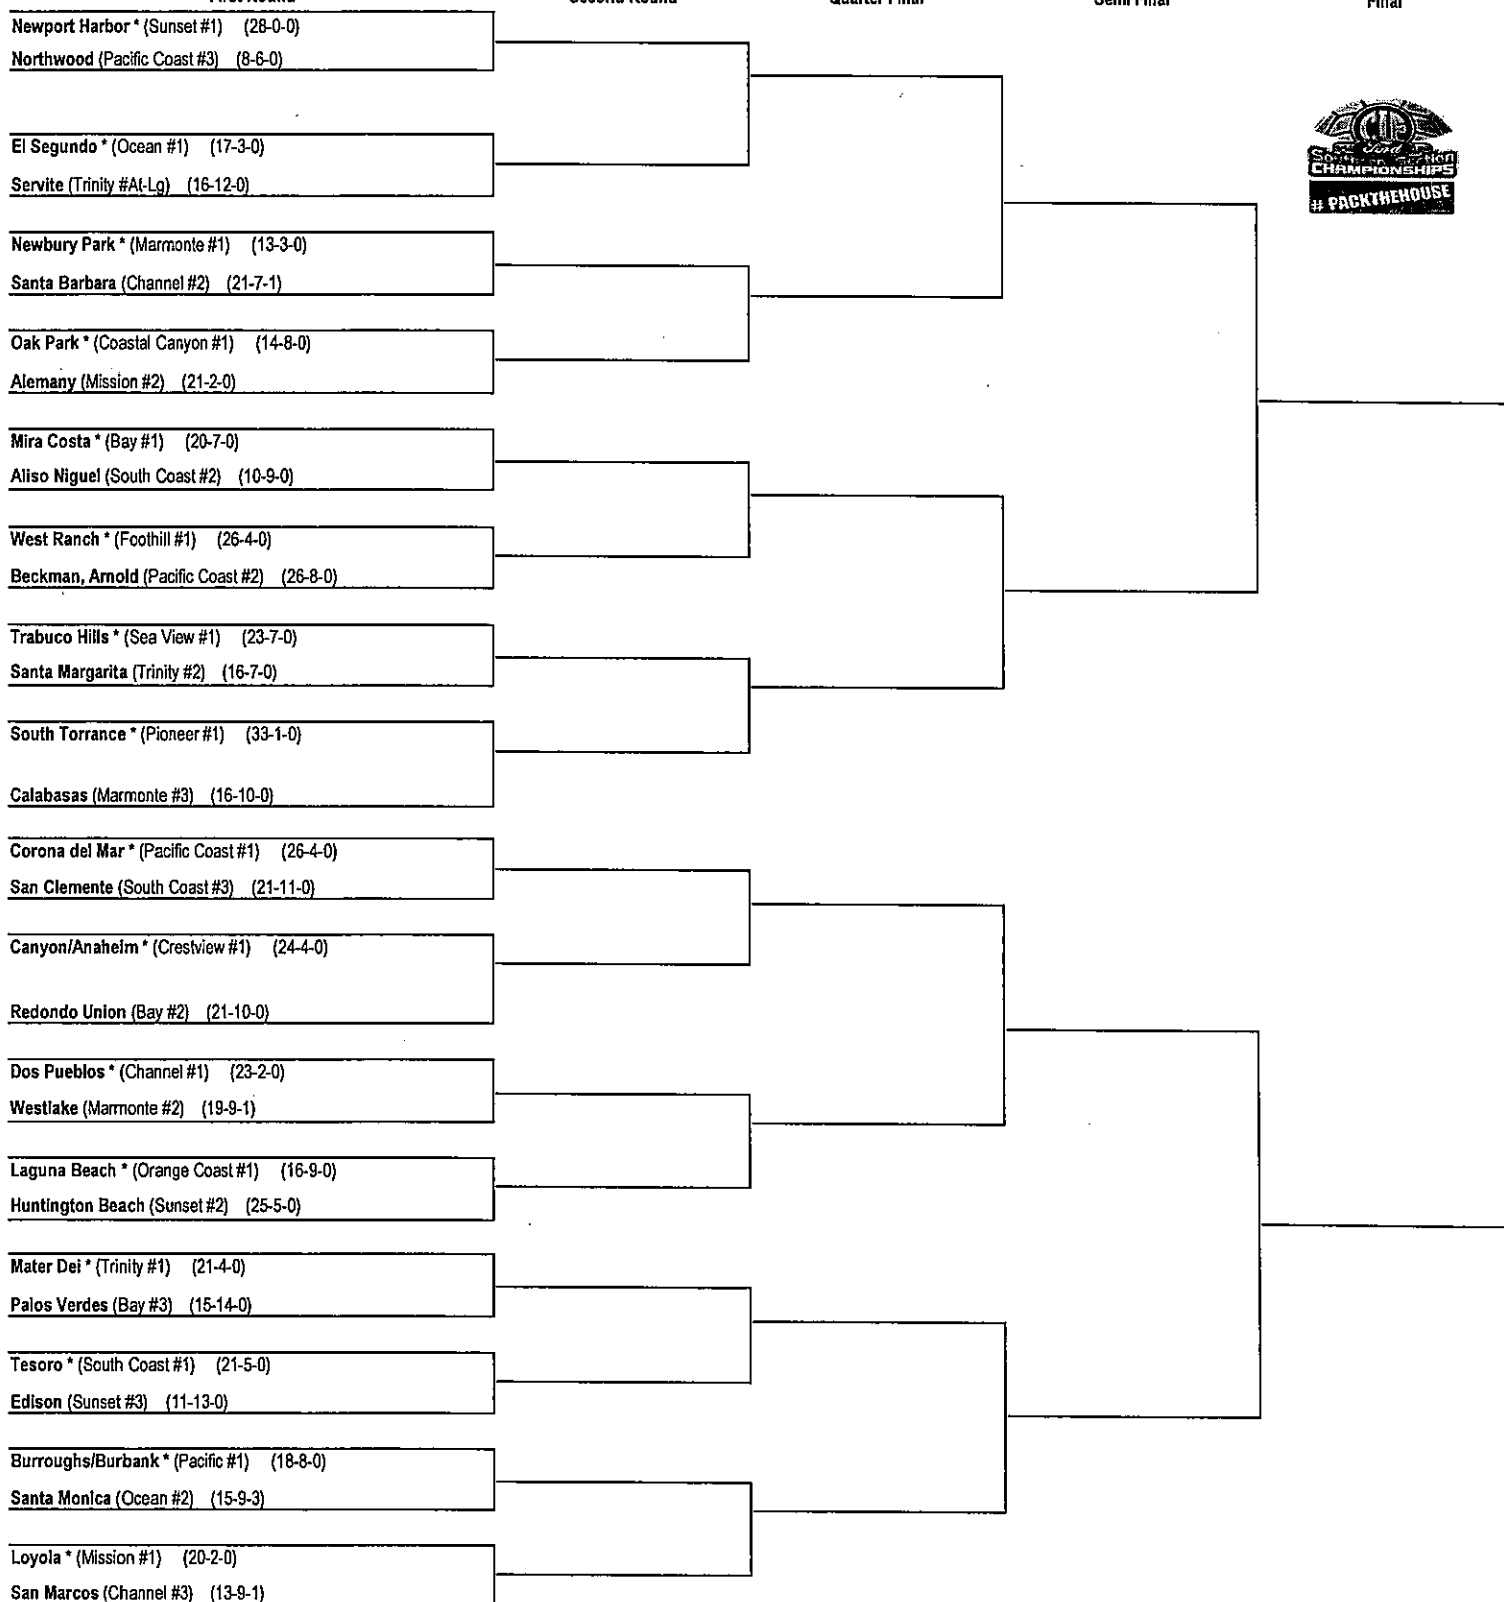 First Round Second Round Quarter Final Semi Final Final
Newport Harbor * (Sunset #1) (28-0-0)
Northwood (Pacific Coast #3) (8-6-0)
El Segundo * (Ocean #1) (17-3-0)
Servite (Trinity #At-Lg) (16-12-0)
Newbury Park * (Marmonte #1) (13-3-0)
Santa Barbara (Channel #2) (21-7-1)
Oak Park * (Coastal Canyon #1) (14-8-0)
Alemany (Mission #2) (21-2-0)
Mira Costa * (Bay #1) (20-7-0)
Aliso Niguel (South Coast #2) (10-9-0)
West Ranch * (Foothill #1) (26-4-0)
Beckman, Arnold (Pacific Coast #2) (26-8-0)
Trabuco Hills * (Sea View #1) (23-7-0)
Santa Margarita (Trinity #2) (16-7-0)
South Torrance * (Pioneer #1) (33-1-0)
Calabasas (Marmonte #3) (16-10-0)
Corona del Mar * (Pacific Coast #1) (26-4-0)
San Clemente (South Coast #3) (21-11-0)
Canyon/Anaheim * (Crestview #1) (24-4-0)
Redondo Union (Bay #2) (21-10-0)
Dos Pueblos * (Channel #1) (23-2-0)
Westlake (Marmonte #2) (19-9-1)
Laguna Beach * (Orange Coast #1) (16-9-0)
Huntington Beach (Sunset #2) (25-5-0)
Mater Dei * (Trinity #1) (21-4-0)
Palos Verdes (Bay #3) (15-14-0)
Tesoro * (South Coast #1) (21-5-0)
Edison (Sunset #3) (11-13-0)
Burroughs/Burbank * (Pacific #1) (18-8-0)
Santa Monica (Ocean #2) (15-9-3)
Loyola * (Mission #1) (20-2-0)
San Marcos (Channel #3) (13-9-1)
CIF
Southern Section
CHAMPIONSHIPS
# PACKTHEHOUSE